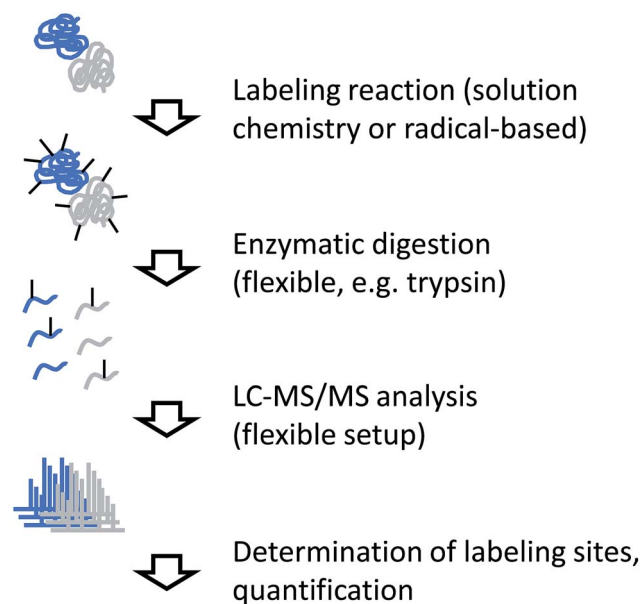 Labeling reaction (solution
chemistry or radical-based)
Enzymatic digestion
(flexible, e.g. trypsin)
LC-MS/MS analysis
(flexible setup)
Determination of labeling sites,
quantification